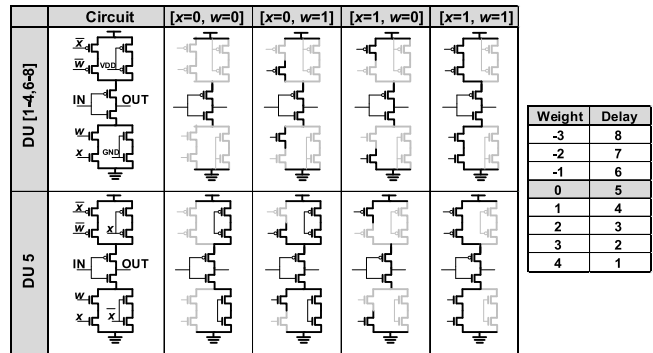 Circuit [x=0, w=0] [x=0, w=1] [x=1, w=0] [x=1, w=1]
DU [1-4,6-8]
x̅
w̅ VDD
IN OUT
w
x GND
DU 5
x̅
w̅ x
IN OUT
w
x x̅
Weight Delay
-3 8
-2 7
-1 6
0 5
1 4
2 3
3 2
4 1